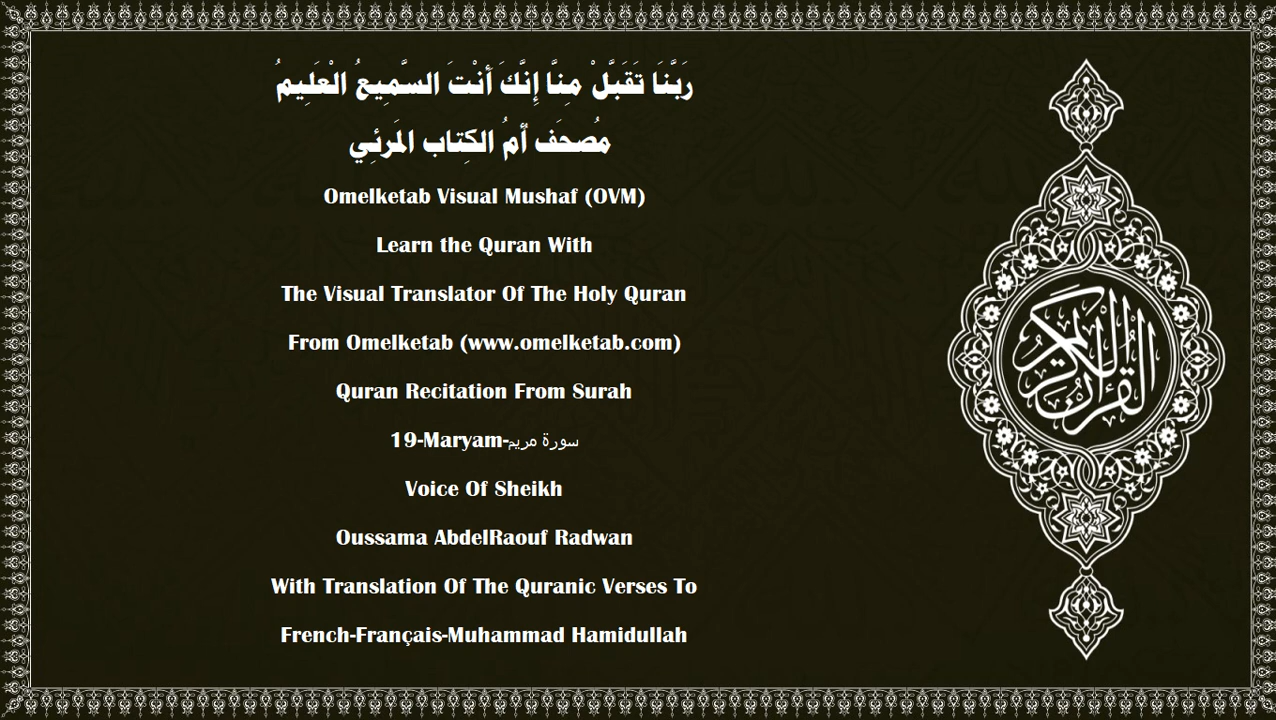 رَبَّنَا تَقَبَّلْ مِنَّا إِنَّكَ أَنْتَ السَّمِيعُ الْعَلِيمُ
مُصحَف أمُ الكِتاب المَرئِي
Omelketab Visual Mushaf (OVM)
Learn the Quran With
The Visual Translator Of The Holy Quran
From Omelketab (www.omelketab.com)
Quran Recitation From Surah
19-Maryam-سورة مريم
Voice Of Sheikh
Oussama AbdelRaouf Radwan
With Translation Of The Quranic Verses To
French-Français-Muhammad Hamidullah
القرآن الكريم